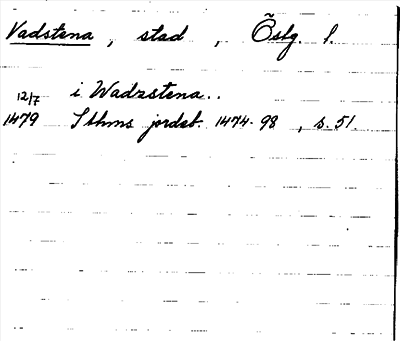 Vadstena, stad, Östg. l.
12/7 i Wadzstena..
1479 Sthms jordeb. 1474-98, s. 51.